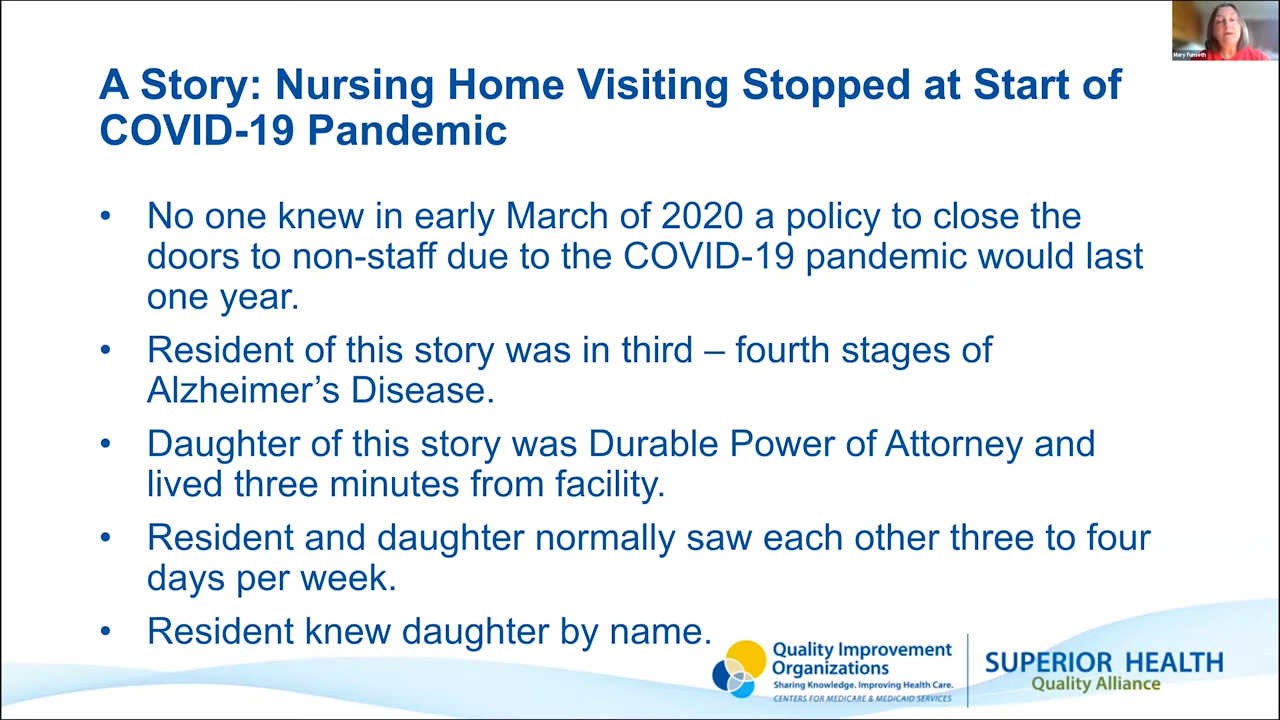 Mary Funseth
A Story: Nursing Home Visiting Stopped at Start of
COVID-19 Pandemic
• No one knew in early March of 2020 a policy to close the
doors to non-staff due to the COVID-19 pandemic would last
one year.
• Resident of this story was in third – fourth stages of
Alzheimer’s Disease.
• Daughter of this story was Durable Power of Attorney and
lived three minutes from facility.
• Resident and daughter normally saw each other three to four
days per week.
• Resident knew daughter by name.
Quality Improvement
Organizations
Sharing Knowledge. Improving Health Care.
CENTERS FOR MEDICARE & MEDICAID SERVICES
SUPERIOR HEALTH
Quality Alliance